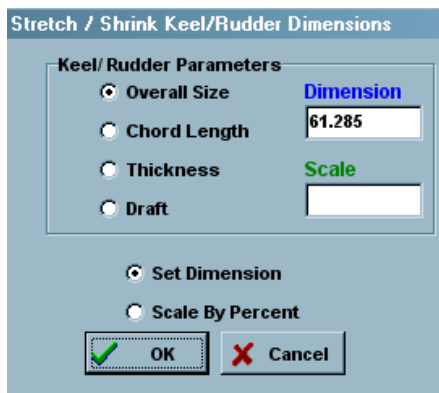 Stretch / Shrink Keel/Rudder Dimensions
Keel/ Rudder Parameters
Overall Size
Dimension
Chord Length
61.285
Thickness
Scale
Draft
Set Dimension
Scale By Percent
OK
Cancel